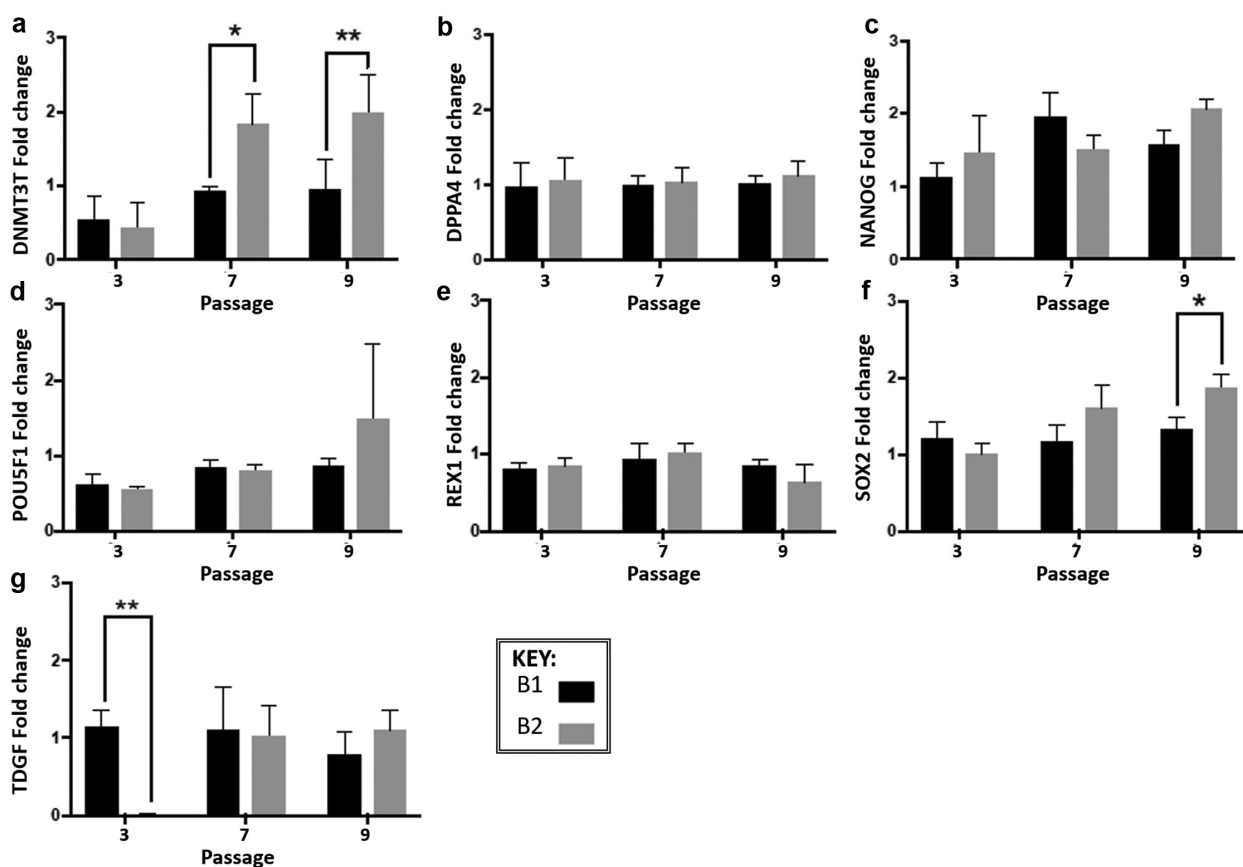 a
DNMT3T Fold change
3
2
1
0
*
**
3 7 9
Passage
b
DPPA4 Fold change
3
2
1
0
3 7 9
Passage
c
NANOG Fold change
3
2
1
0
3 7 9
Passage
d
POU5F1 Fold change
3
2
1
0
3 7 9
Passage
e
REX1 Fold change
3
2
1
0
3 7 9
Passage
f
SOX2 Fold change
3
2
1
0
*
3 7 9
Passage
g
TDGF Fold change
3
2
1
0
**
3 7 9
Passage
KEY:
B1
B2